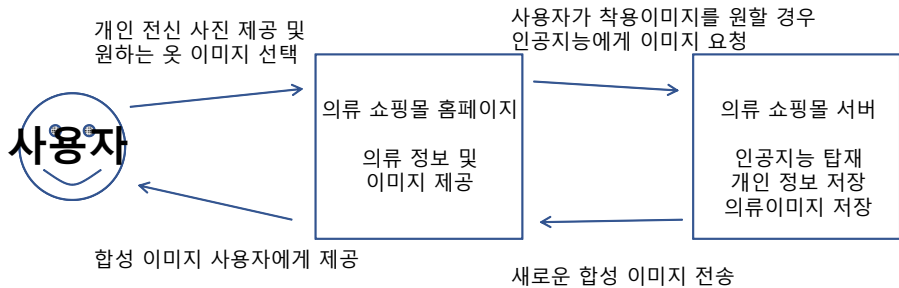 개인 전신 사진 제공 및
원하는 옷 이미지 선택
사용자가 착용이미지를 원할 경우
인공지능에게 이미지 요청
사용자
의류 쇼핑몰 홈페이지
의류 정보 및
이미지 제공
의류 쇼핑몰 서버
인공지능 탑재
개인 정보 저장
의류이미지 저장
합성 이미지 사용자에게 제공
새로운 합성 이미지 전송